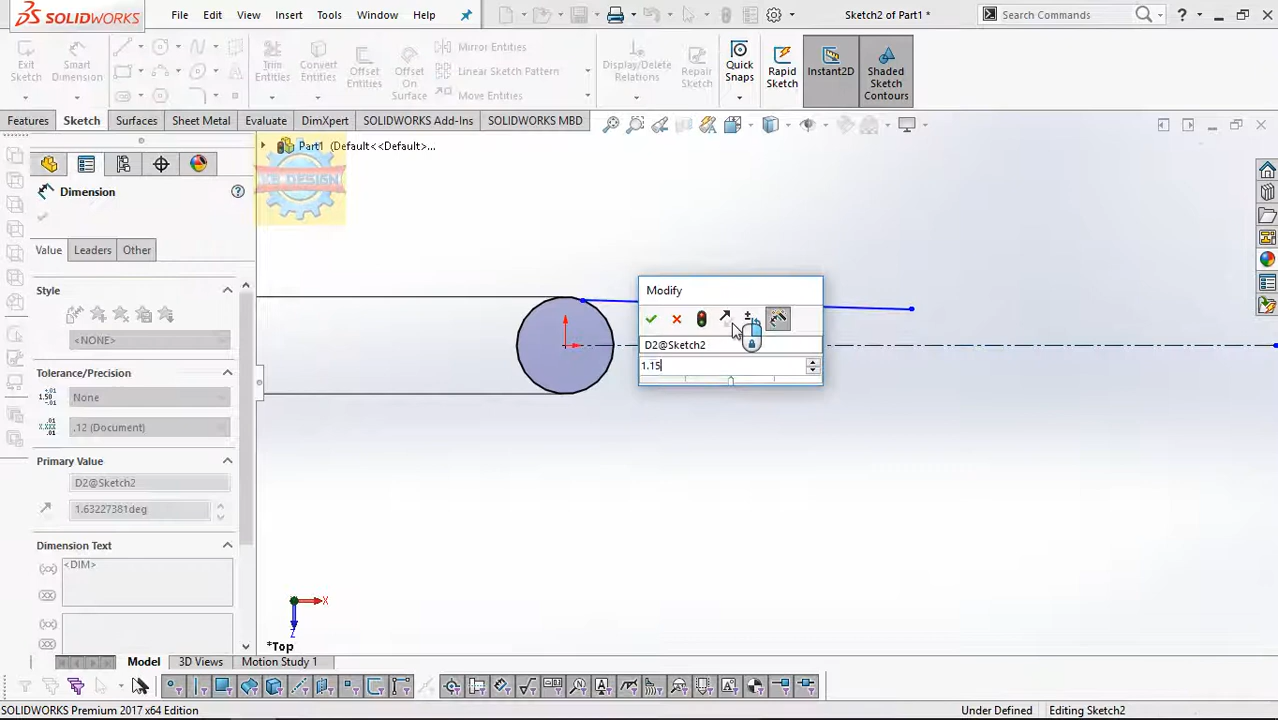 SOLIDWORKS
File Edit View Insert Tools Window Help
Sketch2 of Part1 *
Search Commands
Exit Sketch
Smart Dimension
Trim Entities
Convert Entities
Offset Entities
Offset On Surface
Mirror Entities
Linear Sketch Pattern
Move Entities
Display/Delete Relations
Repair Sketch
Quick Snaps
Rapid Sketch
Instant2D
Shaded Sketch Contours
Features Sketch Surfaces Sheet Metal Evaluate DimXpert SOLIDWORKS Add-Ins SOLIDWORKS MBD
Part1 (Default<<Default>...
Dimension
Value Leaders Other
Style
<NONE>
Tolerance/Precision
None
.12 (Document)
Primary Value
D2@Sketch2
1.63227381deg
Dimension Text
<DIM>
Modify
D2@Sketch2
1.15
X
Z
*Top
Model 3D Views Motion Study 1
SOLIDWORKS Premium 2017 x64 Edition
Under Defined
Editing Sketch2